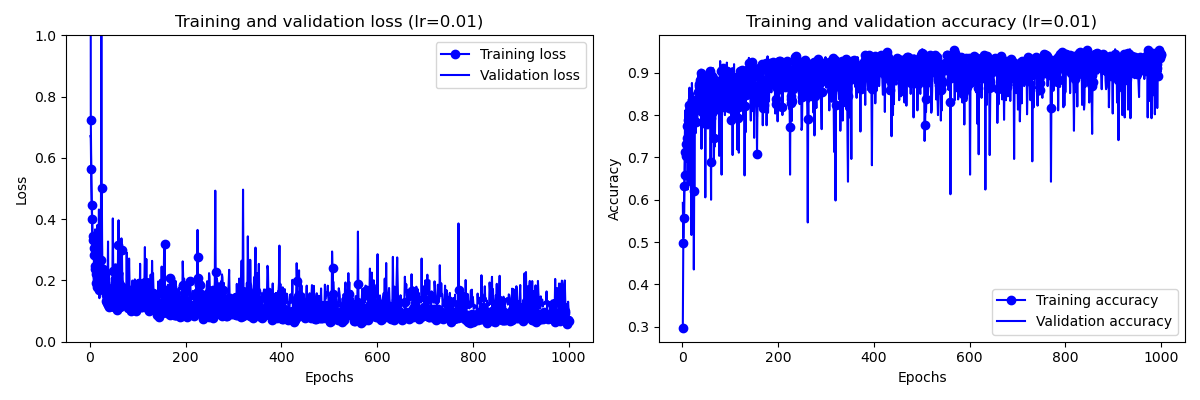 Training and validation loss (lr=0.01)
1.0
0.8
0.6
0.4
0.2
0.0
Loss
0 200 400 600 800 1000
Epochs
Training loss
Validation loss
Training and validation accuracy (lr=0.01)
0.9
0.8
0.7
0.6
0.5
0.4
0.3
Accuracy
0 200 400 600 800 1000
Epochs
Training accuracy
Validation accuracy